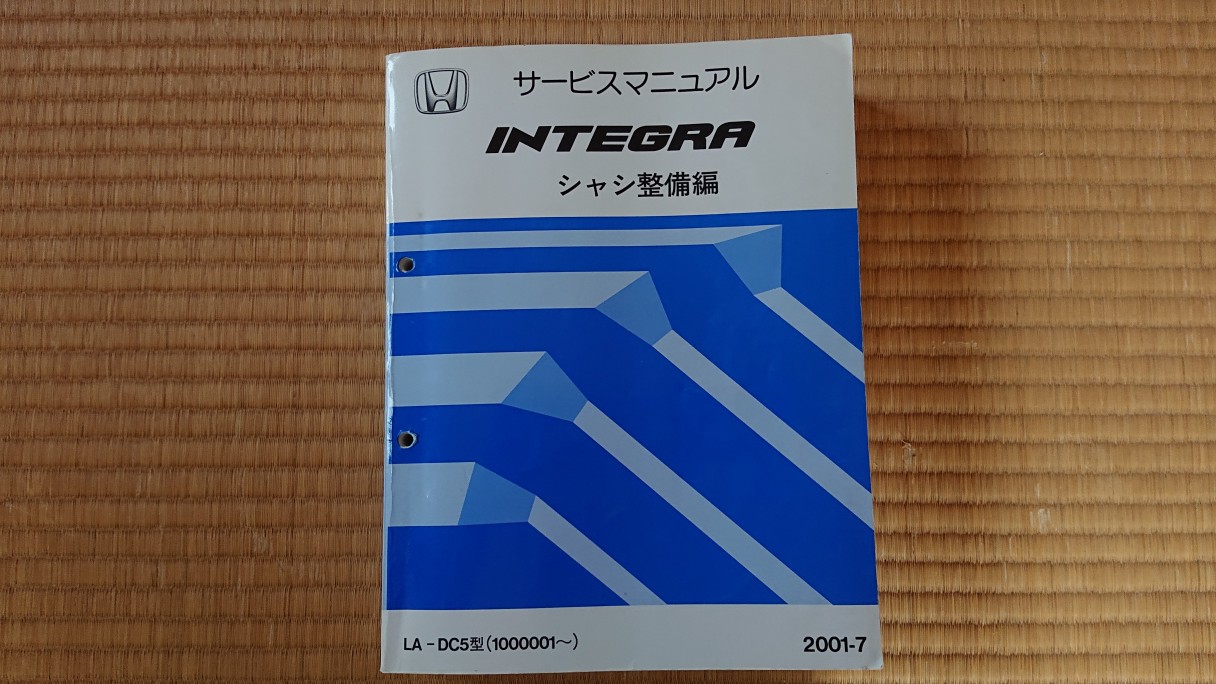 サービスマニュアル
INTEGRA
シャシ整備編
LA-DC5型(1000001～)
2001-7